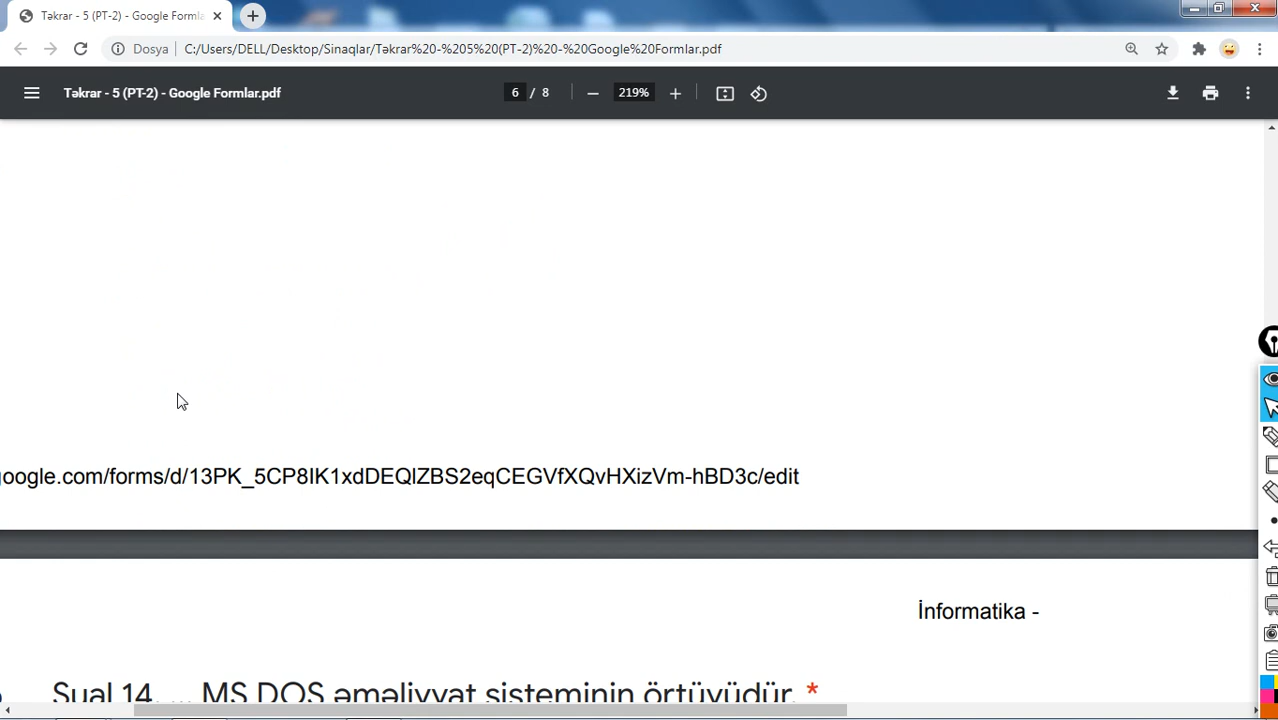 Təkrar - 5 (PT-2) - Google Formla
Dosya
C:/Users/DELL/Desktop/Sinaqlar/Təkrar%20-%205%20(PT-2)%20-%20Google%20Formlar.pdf
Təkrar - 5 (PT-2) - Google Formlar.pdf
6 / 8
219%
google.com/forms/d/13PK_5CP8IK1xdDEQlZBS2eqCEGVfXQvHXizVm-hBD3c/edit
İnformatika -
Sual 14. ... MS DOS əməliyyat sisteminin örtüyüdür. *